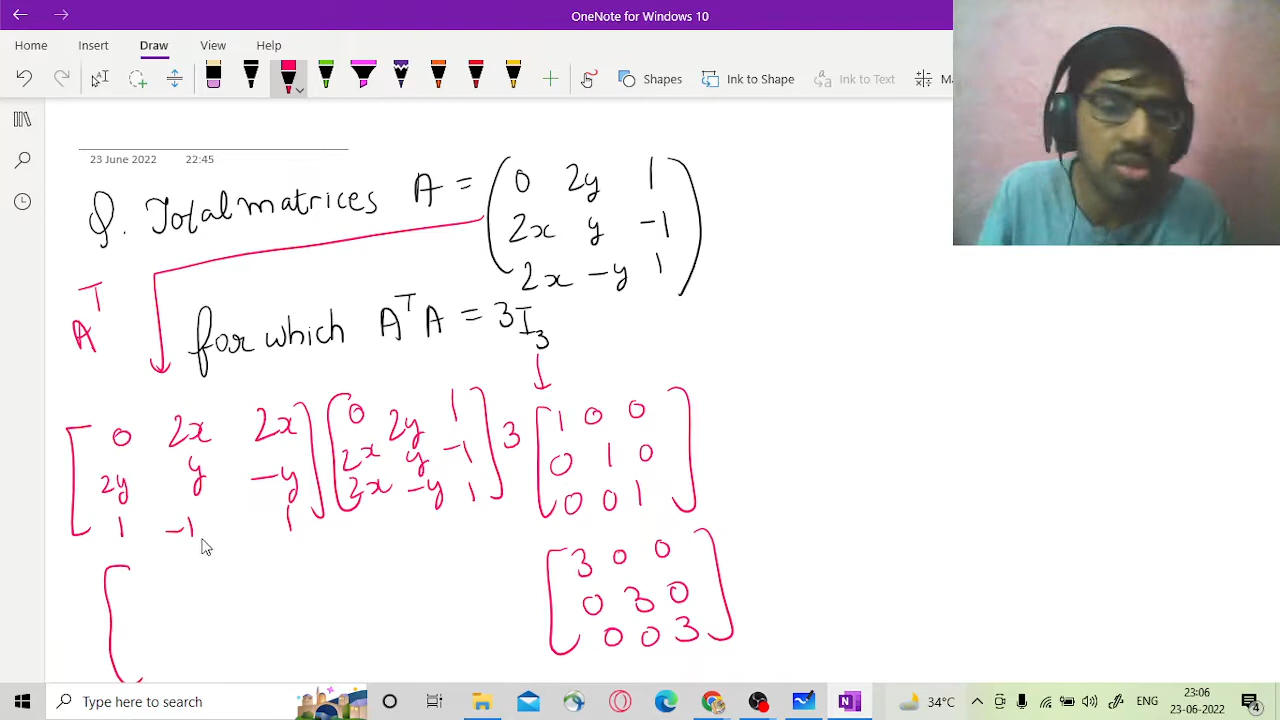 OneNote for Windows 10
Home Insert Draw View Help
Shapes Ink to Shape Ink to Text Ma
23 June 2022 22:45
Q. Total matrices A = ( 0 2y 1
2x y -1
2x -y 1 )
A^T
for which A^T A = 3I_3
[ 0 2x 2x ] [ 0 2y 1 ] 3 [ 1 0 0 ]
[ 2y y -y ] [ 2x y -1 ] [ 0 1 0 ]
[ 1 -1 1 ] [ 2x -y 1 ] [ 0 0 1 ]
[ [ 3 0 0
0 3 0
0 0 3 ]
Type here to search
34°C
23:06
23-06-2022